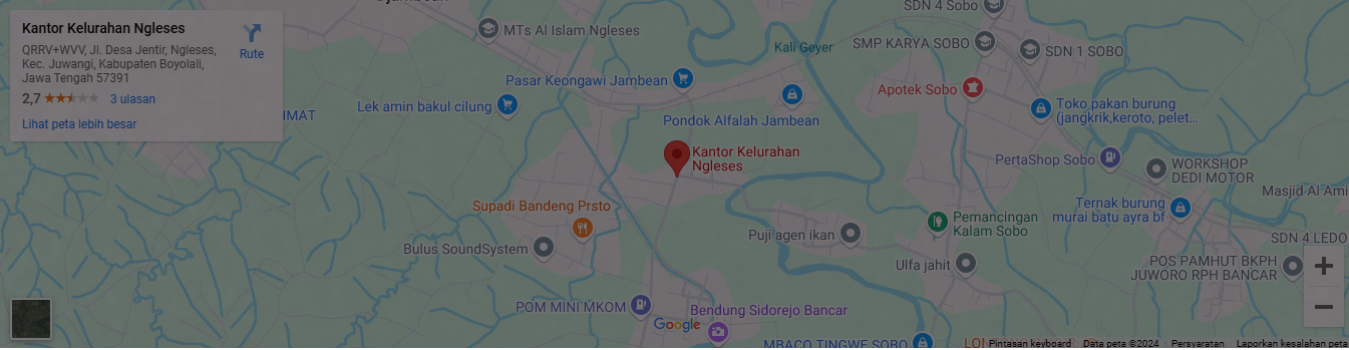 Kantor Kelurahan Ngleses
QRRV+WVV, Jl. Desa Jentir, Ngleses,
Kec. Juwangi, Kabupaten Boyolali,
Jawa Tengah 57391
2,7
3 ulasan
Lihat peta lebih besar
Rute
SDN 4 Sobo
MTs Al Islam Ngleses
Kali Geyer
SMP KARYA SOBO
SDN 1 SOBO
Pasar Keongawi Jambean
Apotek Sobo
Lek amin bakul cilung
Toko pakan burung
(jangkrik,keroto, pelet...
IMAT
Pondok Alfalah Jambean
Kantor Kelurahan
Ngleses
PertaShop Sobo
WORKSHOP
DEDI MOTOR
Masjid Al Ami
Supadi Bandeng Prsto
Ternak burung
murai batu ayra bf
Pemancingan
Kalam Sobo
Puji agen ikan
Bulus SoundSystem
SDN 4 LEDO
Ulfa jahit
POS PAMHUT BKPH
JUWORO RPH BANCAR
POM MINI MKOM
Bendung Sidorejo Bancar
Google
MBACO TINGWE SOBO
Pintasan keyboard
Data peta ©2024
Persyaratan
Laporkan kesalahan peta